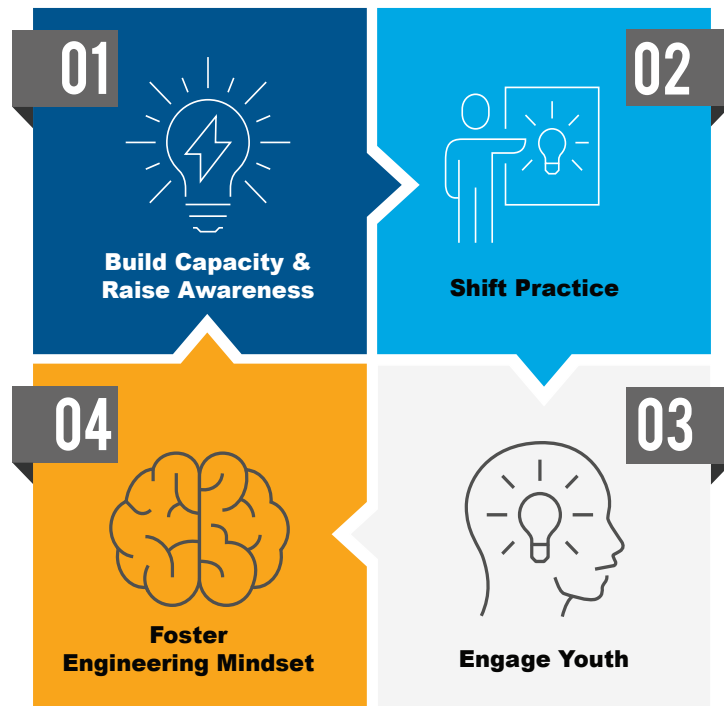 01
Build Capacity &
Raise Awareness
02
Shift Practice
03
Engage Youth
04
Foster
Engineering Mindset